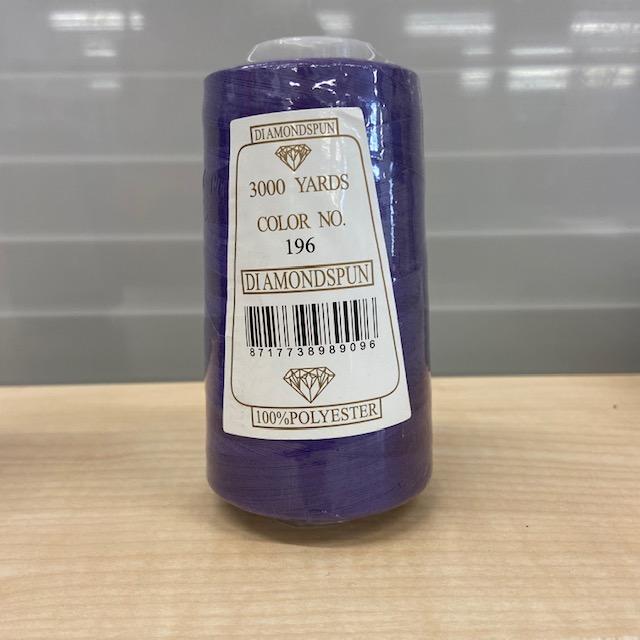 DIAMONDSPUN
3000 YARDS
COLOR NO.
196
DIAMONDSPUN
8717738989096
100%POLYESTER